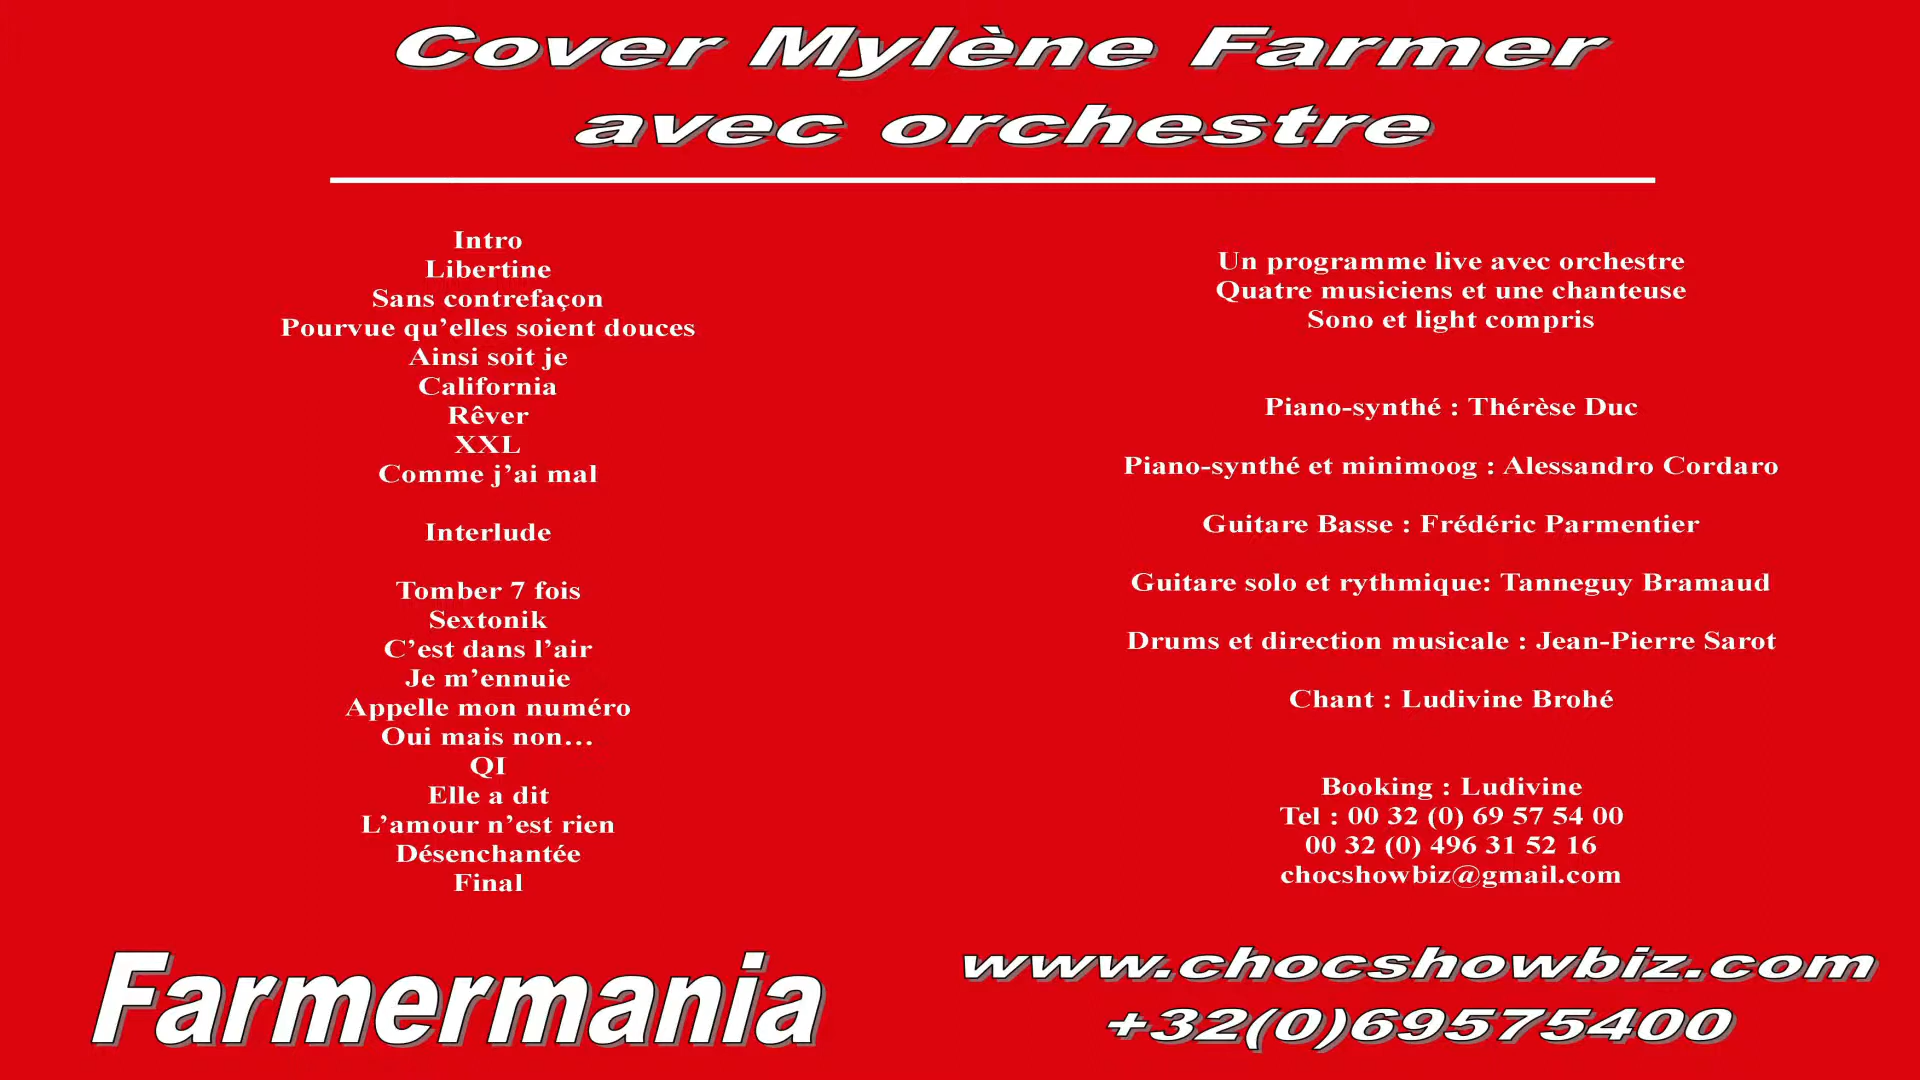 Cover Mylène Farmer
avec orchestre
Intro
Libertine
Sans contrefaçon
Pourvue qu’elles soient douces
Ainsi soit je
California
Rêver
XXL
Comme j’ai mal
Interlude
Tomber 7 fois
Sextonik
C’est dans l’air
Je m’ennuie
Appelle mon numéro
Oui mais non…
QI
Elle a dit
L’amour n’est rien
Désenchantée
Final
Un programme live avec orchestre
Quatre musiciens et une chanteuse
Sono et light compris
Piano-synthé : Thérèse Duc
Piano-synthé et minimoog : Alessandro Cordaro
Guitare Basse : Frédéric Parmentier
Guitare solo et rythmique: Tanneguy Bramaud
Drums et direction musicale : Jean-Pierre Sarot
Chant : Ludivine Brohé
Booking : Ludivine
Tel : 00 32 (0) 69 57 54 00
00 32 (0) 496 31 52 16
chocshowbiz@gmail.com
Farmermania
www.chocshowbiz.com
+32(0)69575400